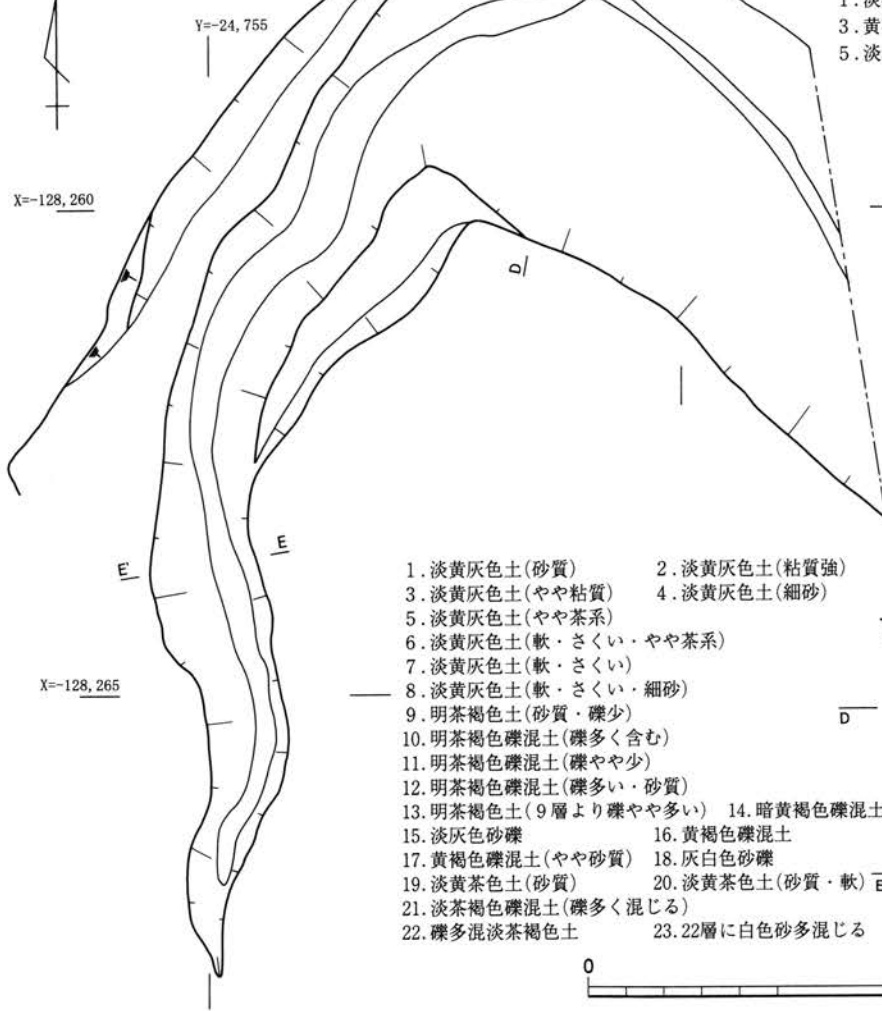 1.淡
3.黄
5.淡
Y=-24,755
X=-128,260
D
E
E'
1.淡黄灰色土(砂質) 2.淡黄灰色土(粘質強)
3.淡黄灰色土(やや粘質) 4.淡黄灰色土(細砂)
5.淡黄灰色土(やや茶系)
6.淡黄灰色土(軟・さくい・やや茶系)
7.淡黄灰色土(軟・さくい)
8.淡黄灰色土(軟・さくい・細砂)
9.明茶褐色土(砂質・礫少)
10.明茶褐色礫混土(礫多く含む)
11.明茶褐色礫混土(礫やや少)
12.明茶褐色礫混土(礫多い・砂質)
13.明茶褐色土(9層より礫やや多い) 14.暗黄褐色礫混土
15.淡灰色砂礫 16.黄褐色礫混土
17.黄褐色礫混土(やや砂質) 18.灰白色砂礫
19.淡黄茶色土(砂質) 20.淡黄茶色土(砂質・軟)
21.淡茶褐色礫混土(礫多く混じる)
22.礫多混淡茶褐色土 23.22層に白色砂多混じる
X=-128,265
D
E
0